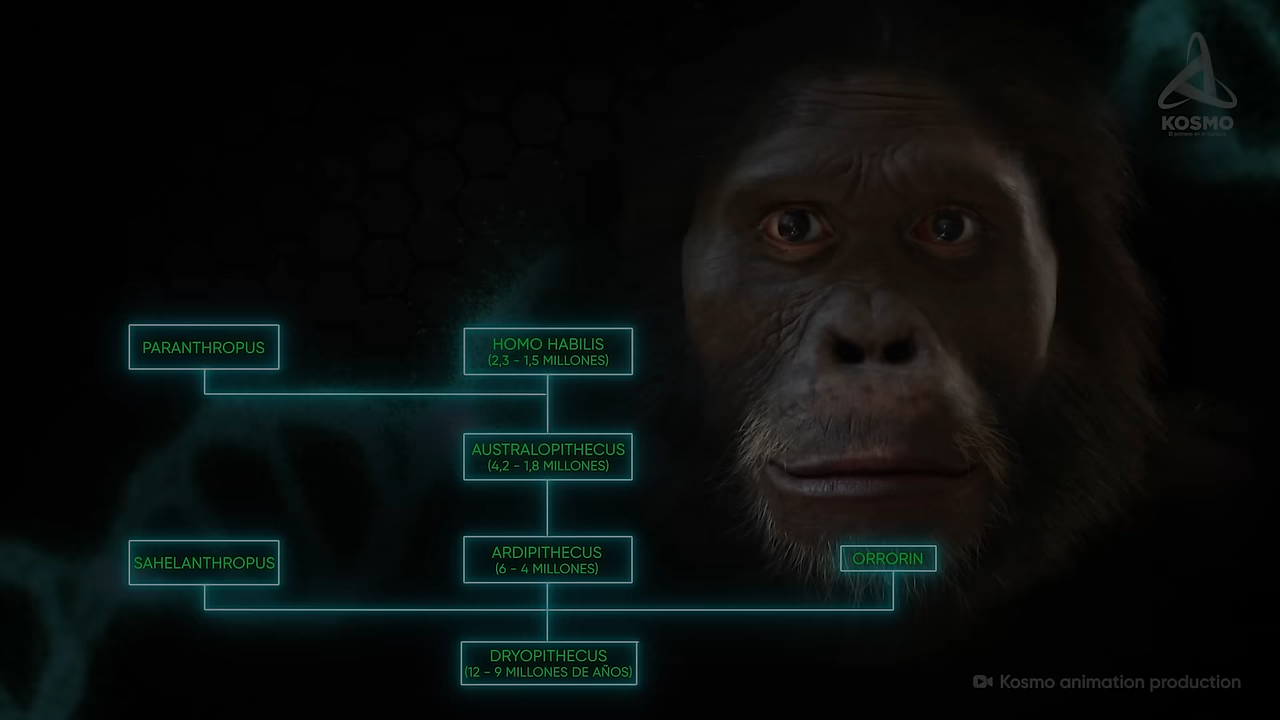 KOSMO
PARANTHROPUS
HOMO HABILIS
(2,3 - 1,5 MILLONES)
AUSTRALOPITHECUS
(4,2 - 1,8 MILLONES)
SAHELANTHROPUS
ARDIPITHECUS
(6 - 4 MILLONES)
ORRORIN
DRYOPITHECUS
(12 - 9 MILLONES DE AÑOS)
Kosmo animation production